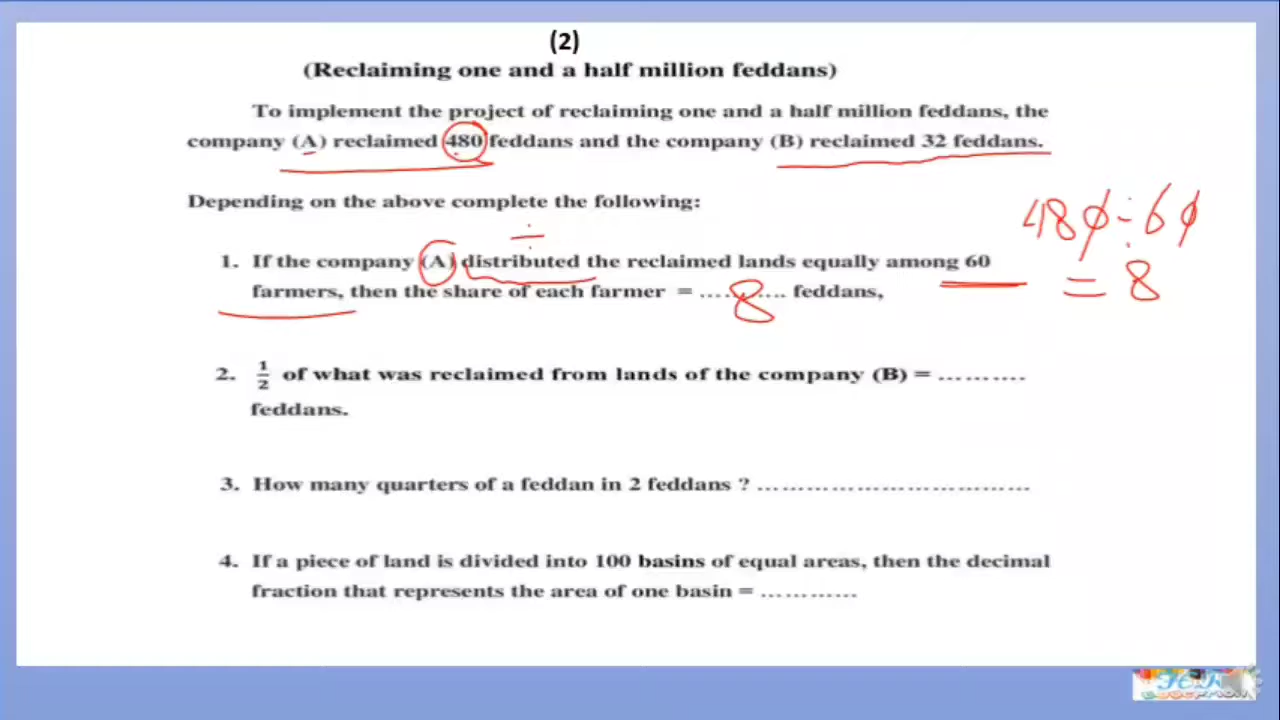 (2)
(Reclaiming one and a half million feddans)
To implement the project of reclaiming one and a half million feddans, the
company (A) reclaimed 480 feddans and the company (B) reclaimed 32 feddans.
Depending on the above complete the following:
480 ÷ 60
÷
1. If the company (A) distributed the reclaimed lands equally among 60
= 8
farmers, then the share of each farmer = ....8..... feddans,
2. 1/2 of what was reclaimed from lands of the company (B) = ..........
feddans.
3. How many quarters of a feddan in 2 feddans ? ................................
4. If a piece of land is divided into 100 basins of equal areas, then the decimal
fraction that represents the area of one basin = ............